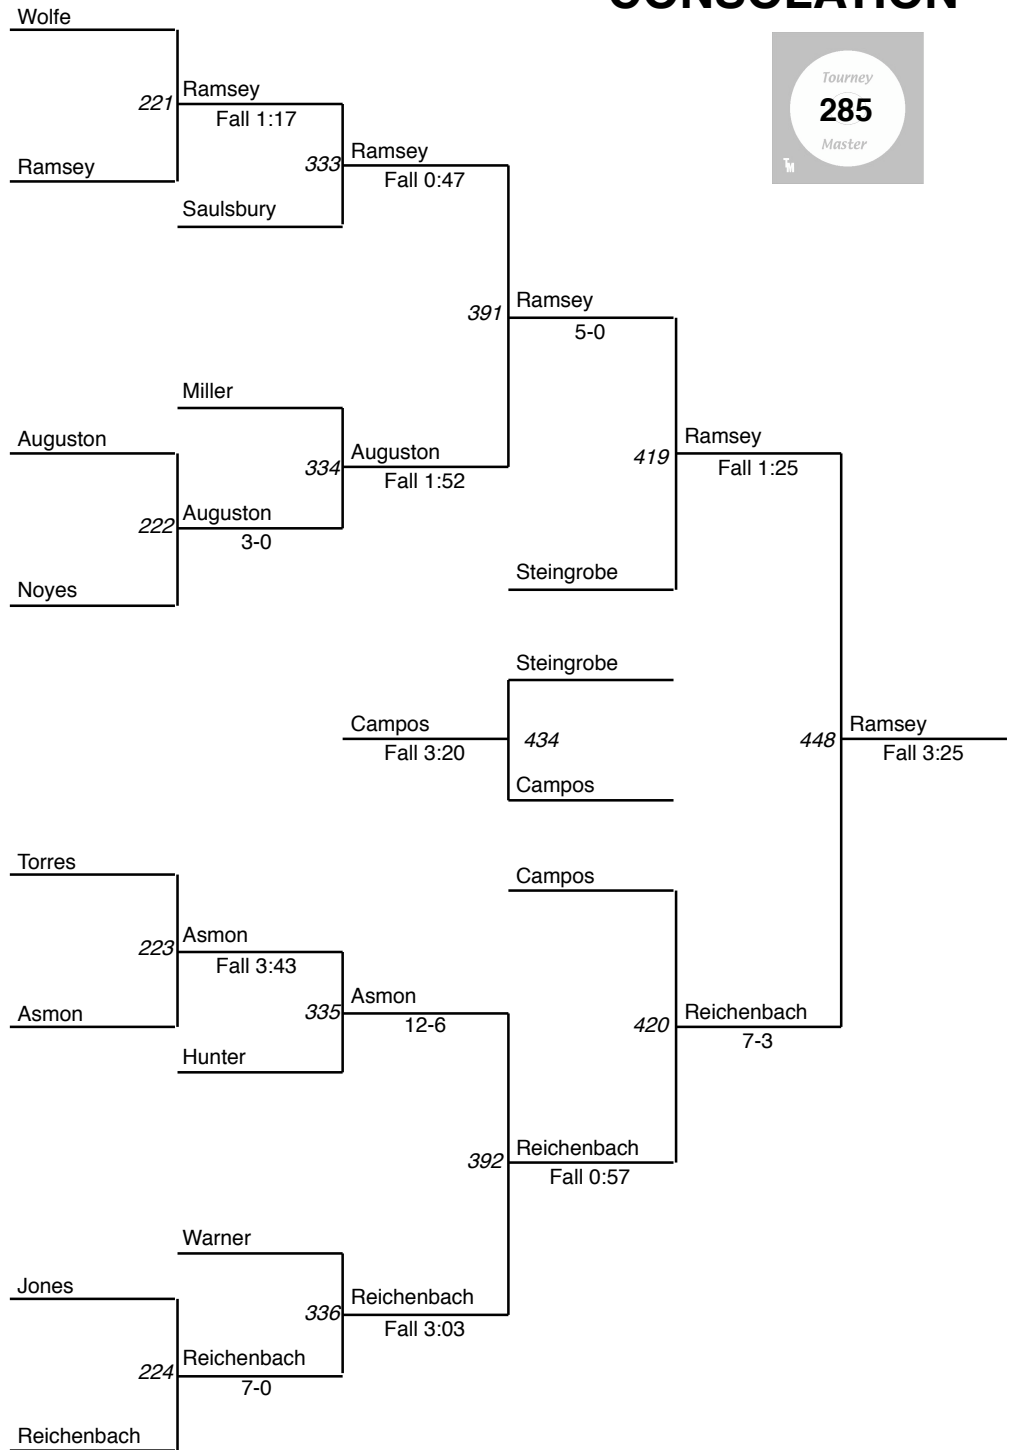 CONSOLATION
Wolfe
Tourney
285
Master
TM
221
Ramsey
Fall 1:17
Ramsey
333
Ramsey
Fall 0:47
Saulsbury
391
Ramsey
5-0
Miller
Auguston
334
Auguston
Fall 1:52
419
Ramsey
Fall 1:25
222
Auguston
3-0
Noyes
Steingrobe
Steingrobe
Campos
Fall 3:20
434
Campos
448
Ramsey
Fall 3:25
Torres
Campos
223
Asmon
Fall 3:43
Asmon
335
Asmon
12-6
Hunter
420
Reichenbach
7-3
392
Reichenbach
Fall 0:57
Warner
Jones
336
Reichenbach
Fall 3:03
224
Reichenbach
7-0
Reichenbach